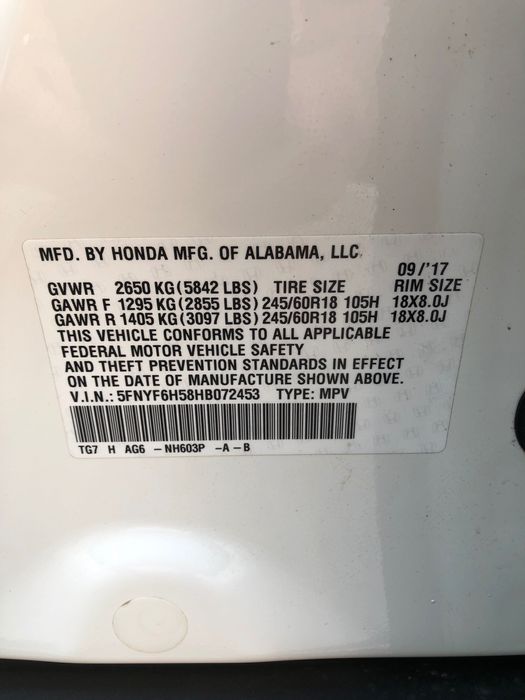 MFD. BY HONDA MFG. OF ALABAMA, LLC. 09/'17
GVWR 2650 KG(5842 LBS) TIRE SIZE RIM SIZE
GAWR F 1295 KG(2855 LBS)245/60R18 105H 18X8.0J
GAWR R 1405 KG(3097 LBS)245/60R18 105H 18X8.0J
THIS VEHICLE CONFORMS TO ALL APPLICABLE
FEDERAL MOTOR VEHICLE SAFETY
AND THEFT PREVENTION STANDARDS IN EFFECT
ON THE DATE OF MANUFACTURE SHOWN ABOVE.
V.I.N.: 5FNYF6H58HB072453 TYPE: MPV
TG7 H AG6 -NH603P -A-B